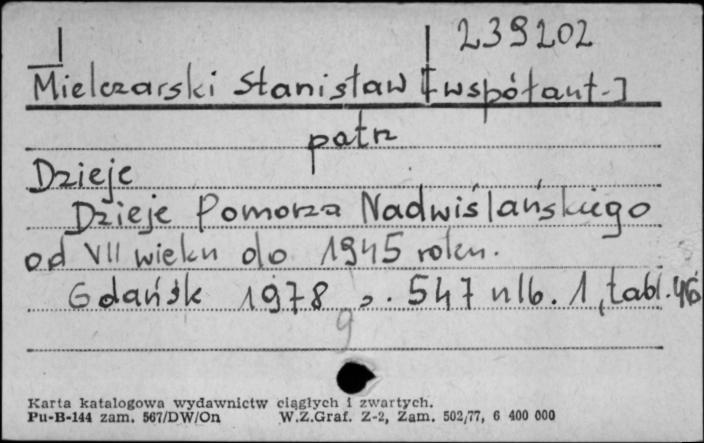 239202
Mielczarski Stanisław [współaut.]
patrz
Dzieje
Dzieje Pomorza Nadwiślańskiego
od VII wieku do 1945 roku.
Gdańsk 1978 s. 547 nlb. 1, tabl. 46
9
Karta katalogowa wydawnictw ciągłych i zwartych.
Pu-B-144 zam. 567/DW/On W.Z.Graf. Z-2, Zam. 502/77, 6 400 000